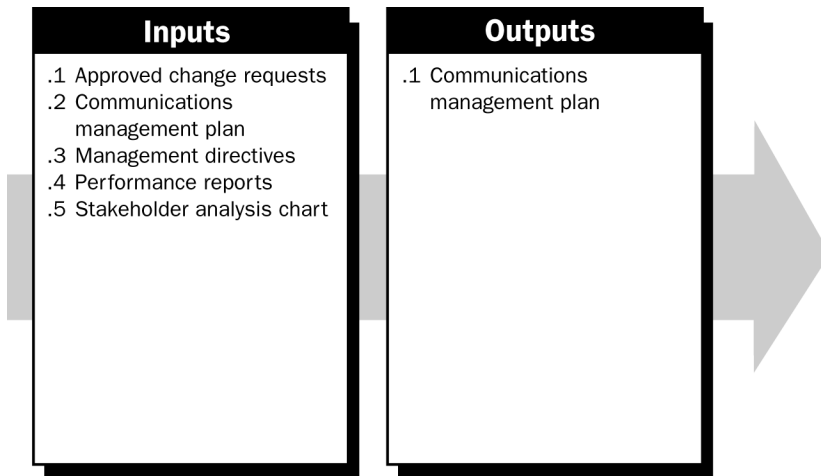 Inputs
.1 Approved change requests
.2 Communications
management plan
.3 Management directives
.4 Performance reports
.5 Stakeholder analysis chart
Outputs
.1 Communications
management plan